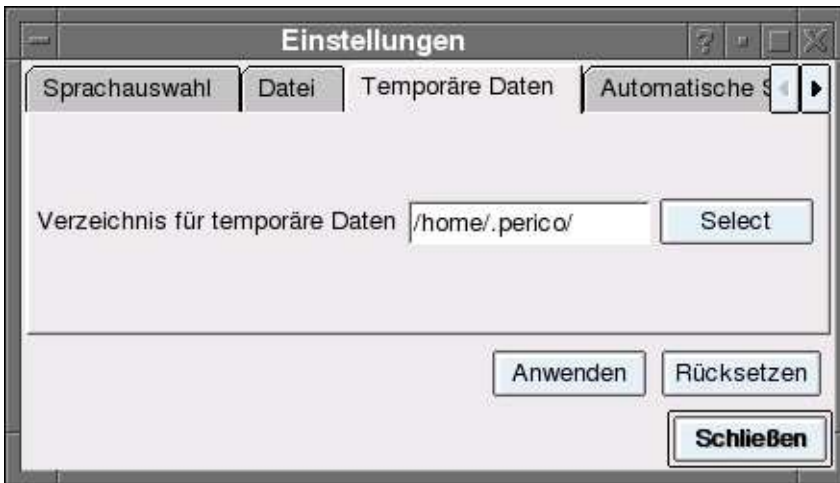 Einstellungen
Sprachauswahl Datei Temporäre Daten Automatische
Verzeichnis für temporäre Daten /home/.perico/ Select
Anwenden Rücksetzen
Schließen